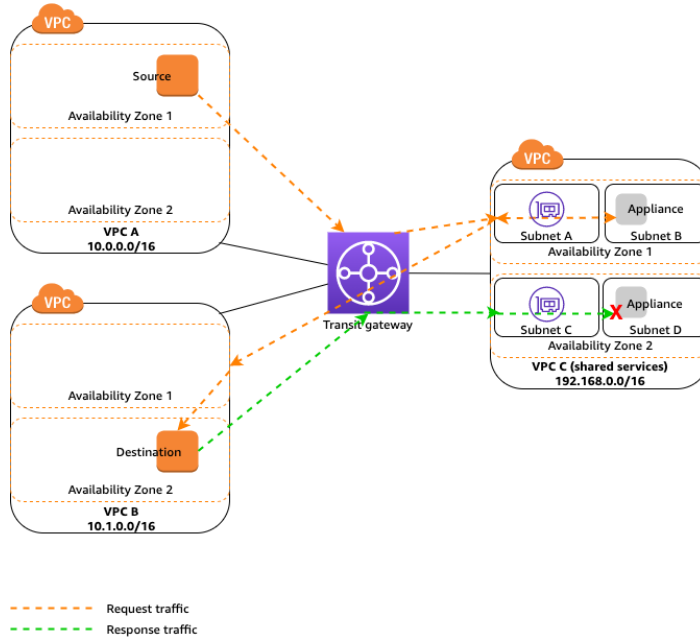 VPC
Source
Availability Zone 1
Availability Zone 2
VPC A
10.0.0.0/16
VPC
Availability Zone 1
Destination
Availability Zone 2
VPC B
10.1.0.0/16
Transit gateway
VPC
Appliance
Subnet A
Subnet B
Availability Zone 1
Appliance
X
Subnet C
Subnet D
Availability Zone 2
VPC C (shared services)
192.168.0.0/16
Request traffic
Response traffic